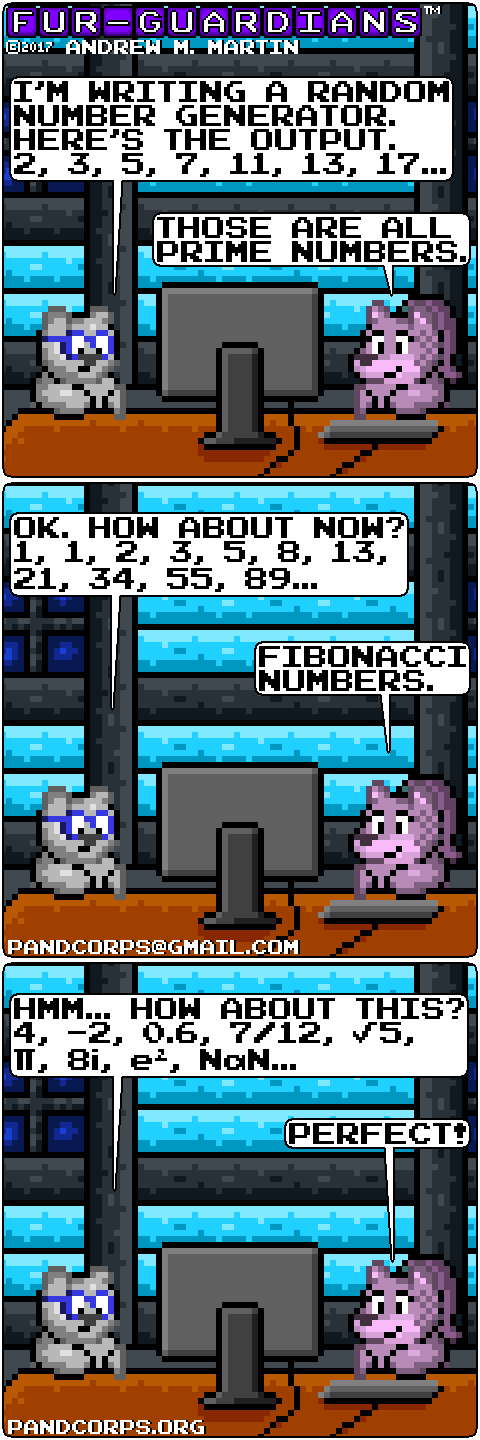 FUR-GUARDIANS™
©2017 ANDREW M. MARTIN
I'M WRITING A RANDOM
NUMBER GENERATOR.
HERE'S THE OUTPUT.
2, 3, 5, 7, 11, 13, 17...
THOSE ARE ALL
PRIME NUMBERS.
OK. HOW ABOUT NOW?
1, 1, 2, 3, 5, 8, 13,
21, 34, 55, 89...
FIBONACCI
NUMBERS.
PANDCORPS@GMAIL.COM
HMM... HOW ABOUT THIS?
4, -2, 0.6, 7/12, √5,
π, 8i, e², NaN...
PERFECT!
PANDCORPS.ORG